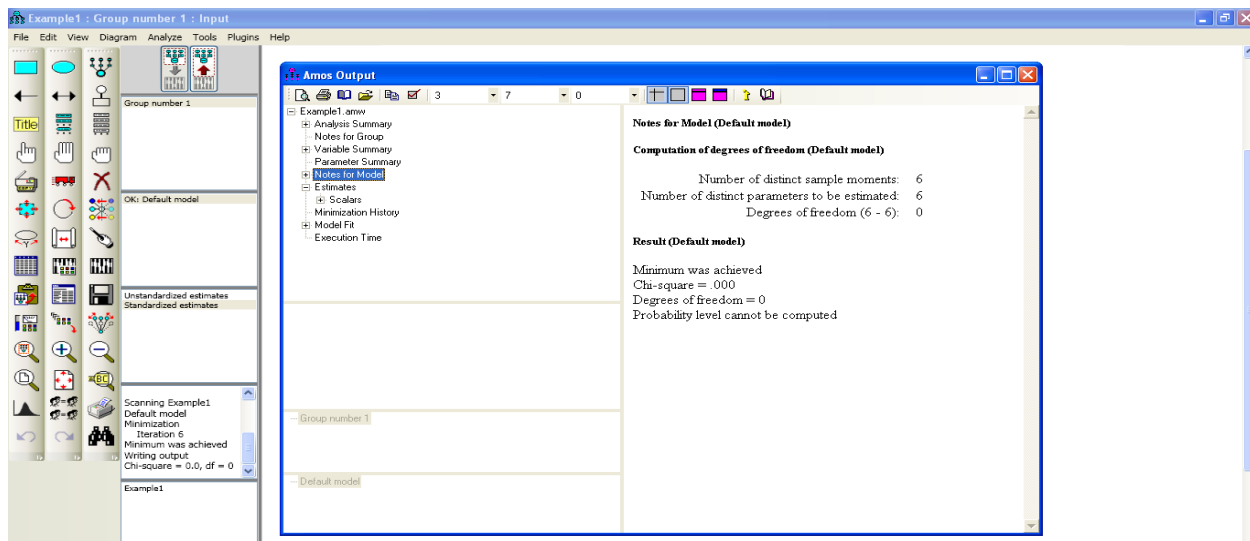 Example1 : Group number 1 : Input
File Edit View Diagram Analyze Tools Plugins Help
Title
Group number 1
OK: Default model
Unstandardized estimates
Standardized estimates
Scanning Example1
Default model
Minimization
Iteration 6
Minimum was achieved
Writing output
Chi-square = 0.0, df = 0
Example1
Amos Output
3 7 0
Example1.amw
Analysis Summary
Notes for Group
Variable Summary
Parameter Summary
Notes for Model
Estimates
Scalars
Minimization History
Model Fit
Execution Time
Group number 1
Default model
Notes for Model (Default model)
Computation of degrees of freedom (Default model)
Number of distinct sample moments: 6
Number of distinct parameters to be estimated: 6
Degrees of freedom (6 - 6): 0
Result (Default model)
Minimum was achieved
Chi-square = .000
Degrees of freedom = 0
Probability level cannot be computed